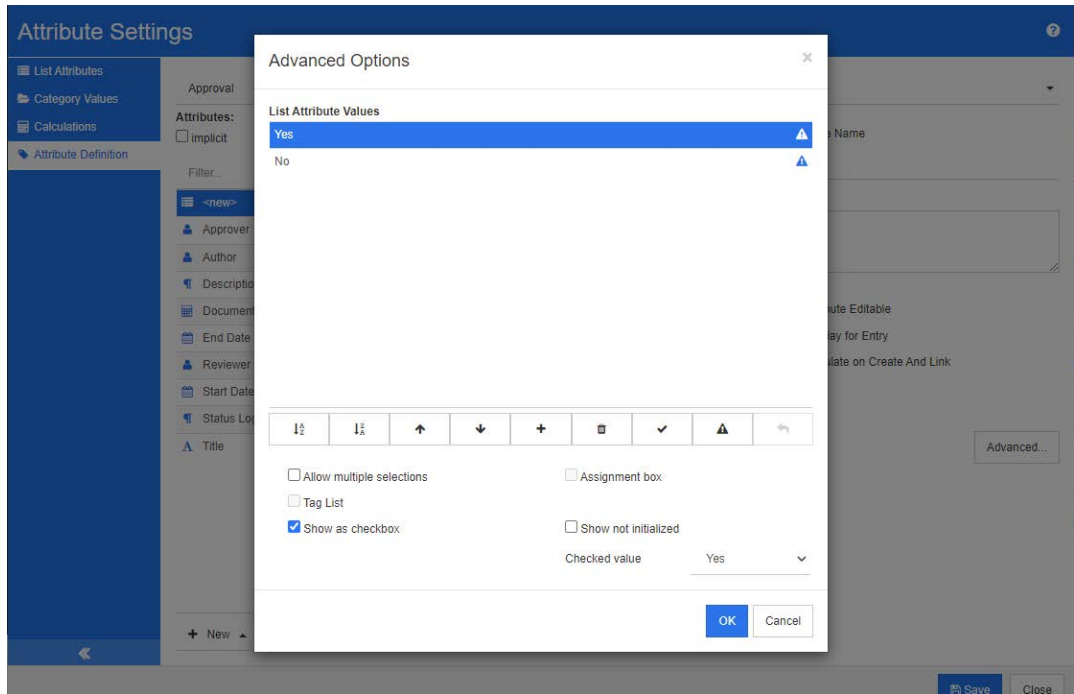 Attribute Settings
List Attributes
Category Values
Calculations
Attribute Definition
Approval
Attributes:
implicit
Filter...
<new>
Approver
Author
Descriptio
Document
End Date
Reviewer
Start Date
Status Log
Title
+ New
Advanced Options
List Attribute Values
Yes
No
Allow multiple selections
Assignment box
Tag List
Show as checkbox
Show not initialized
Checked value
Yes
OK
Cancel
e Name
ute Editable
lay for Entry
ulate on Create And Link
Advanced...
Save
Close